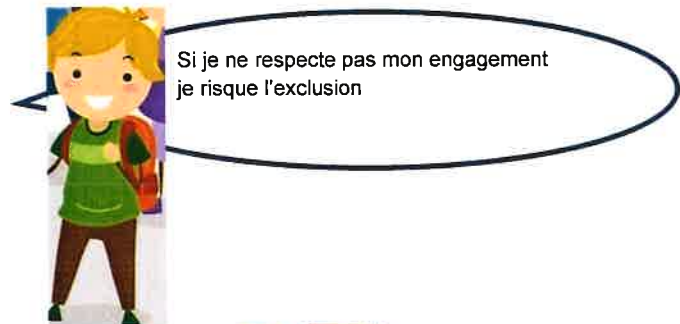 Si je ne respecte pas mon engagement
je risque l'exclusion